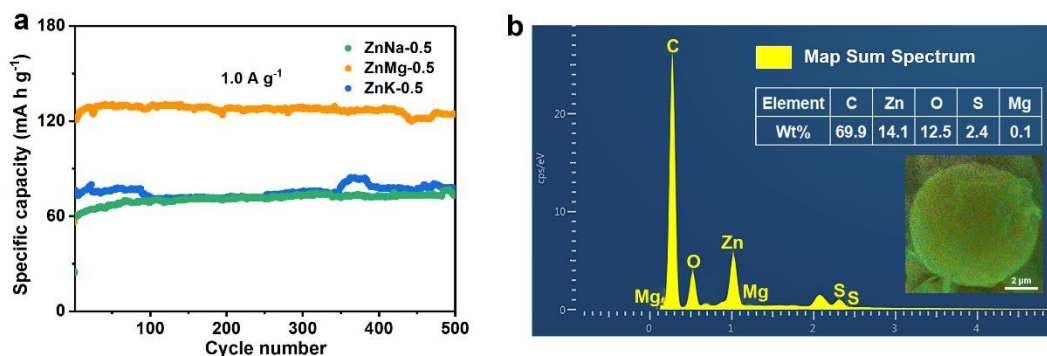 a
Specific capacity (mA h g⁻¹)
180
120
60
0
ZnNa-0.5
ZnMg-0.5
ZnK-0.5
1.0 A g⁻¹
100 200 300 400 500
Cycle number
b
cps/eV
20
10
0
C
Map Sum Spectrum
Element C Zn O S Mg
Wt% 69.9 14.1 12.5 2.4 0.1
Mg O Zn Mg S S
2 μm
0 1 2 3 4